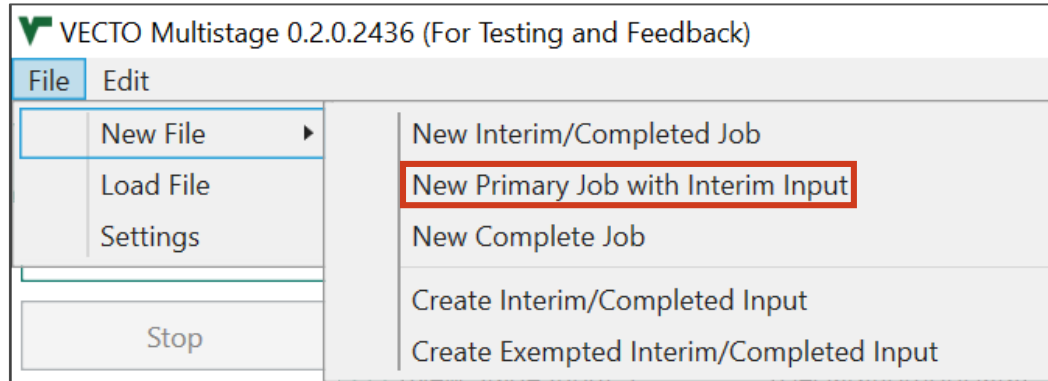 VECTO Multistage 0.2.0.2436 (For Testing and Feedback)
File Edit
New File
Load File
Settings
New Interim/Completed Job
New Primary Job with Interim Input
New Complete Job
Create Interim/Completed Input
Create Exempted Interim/Completed Input
Stop